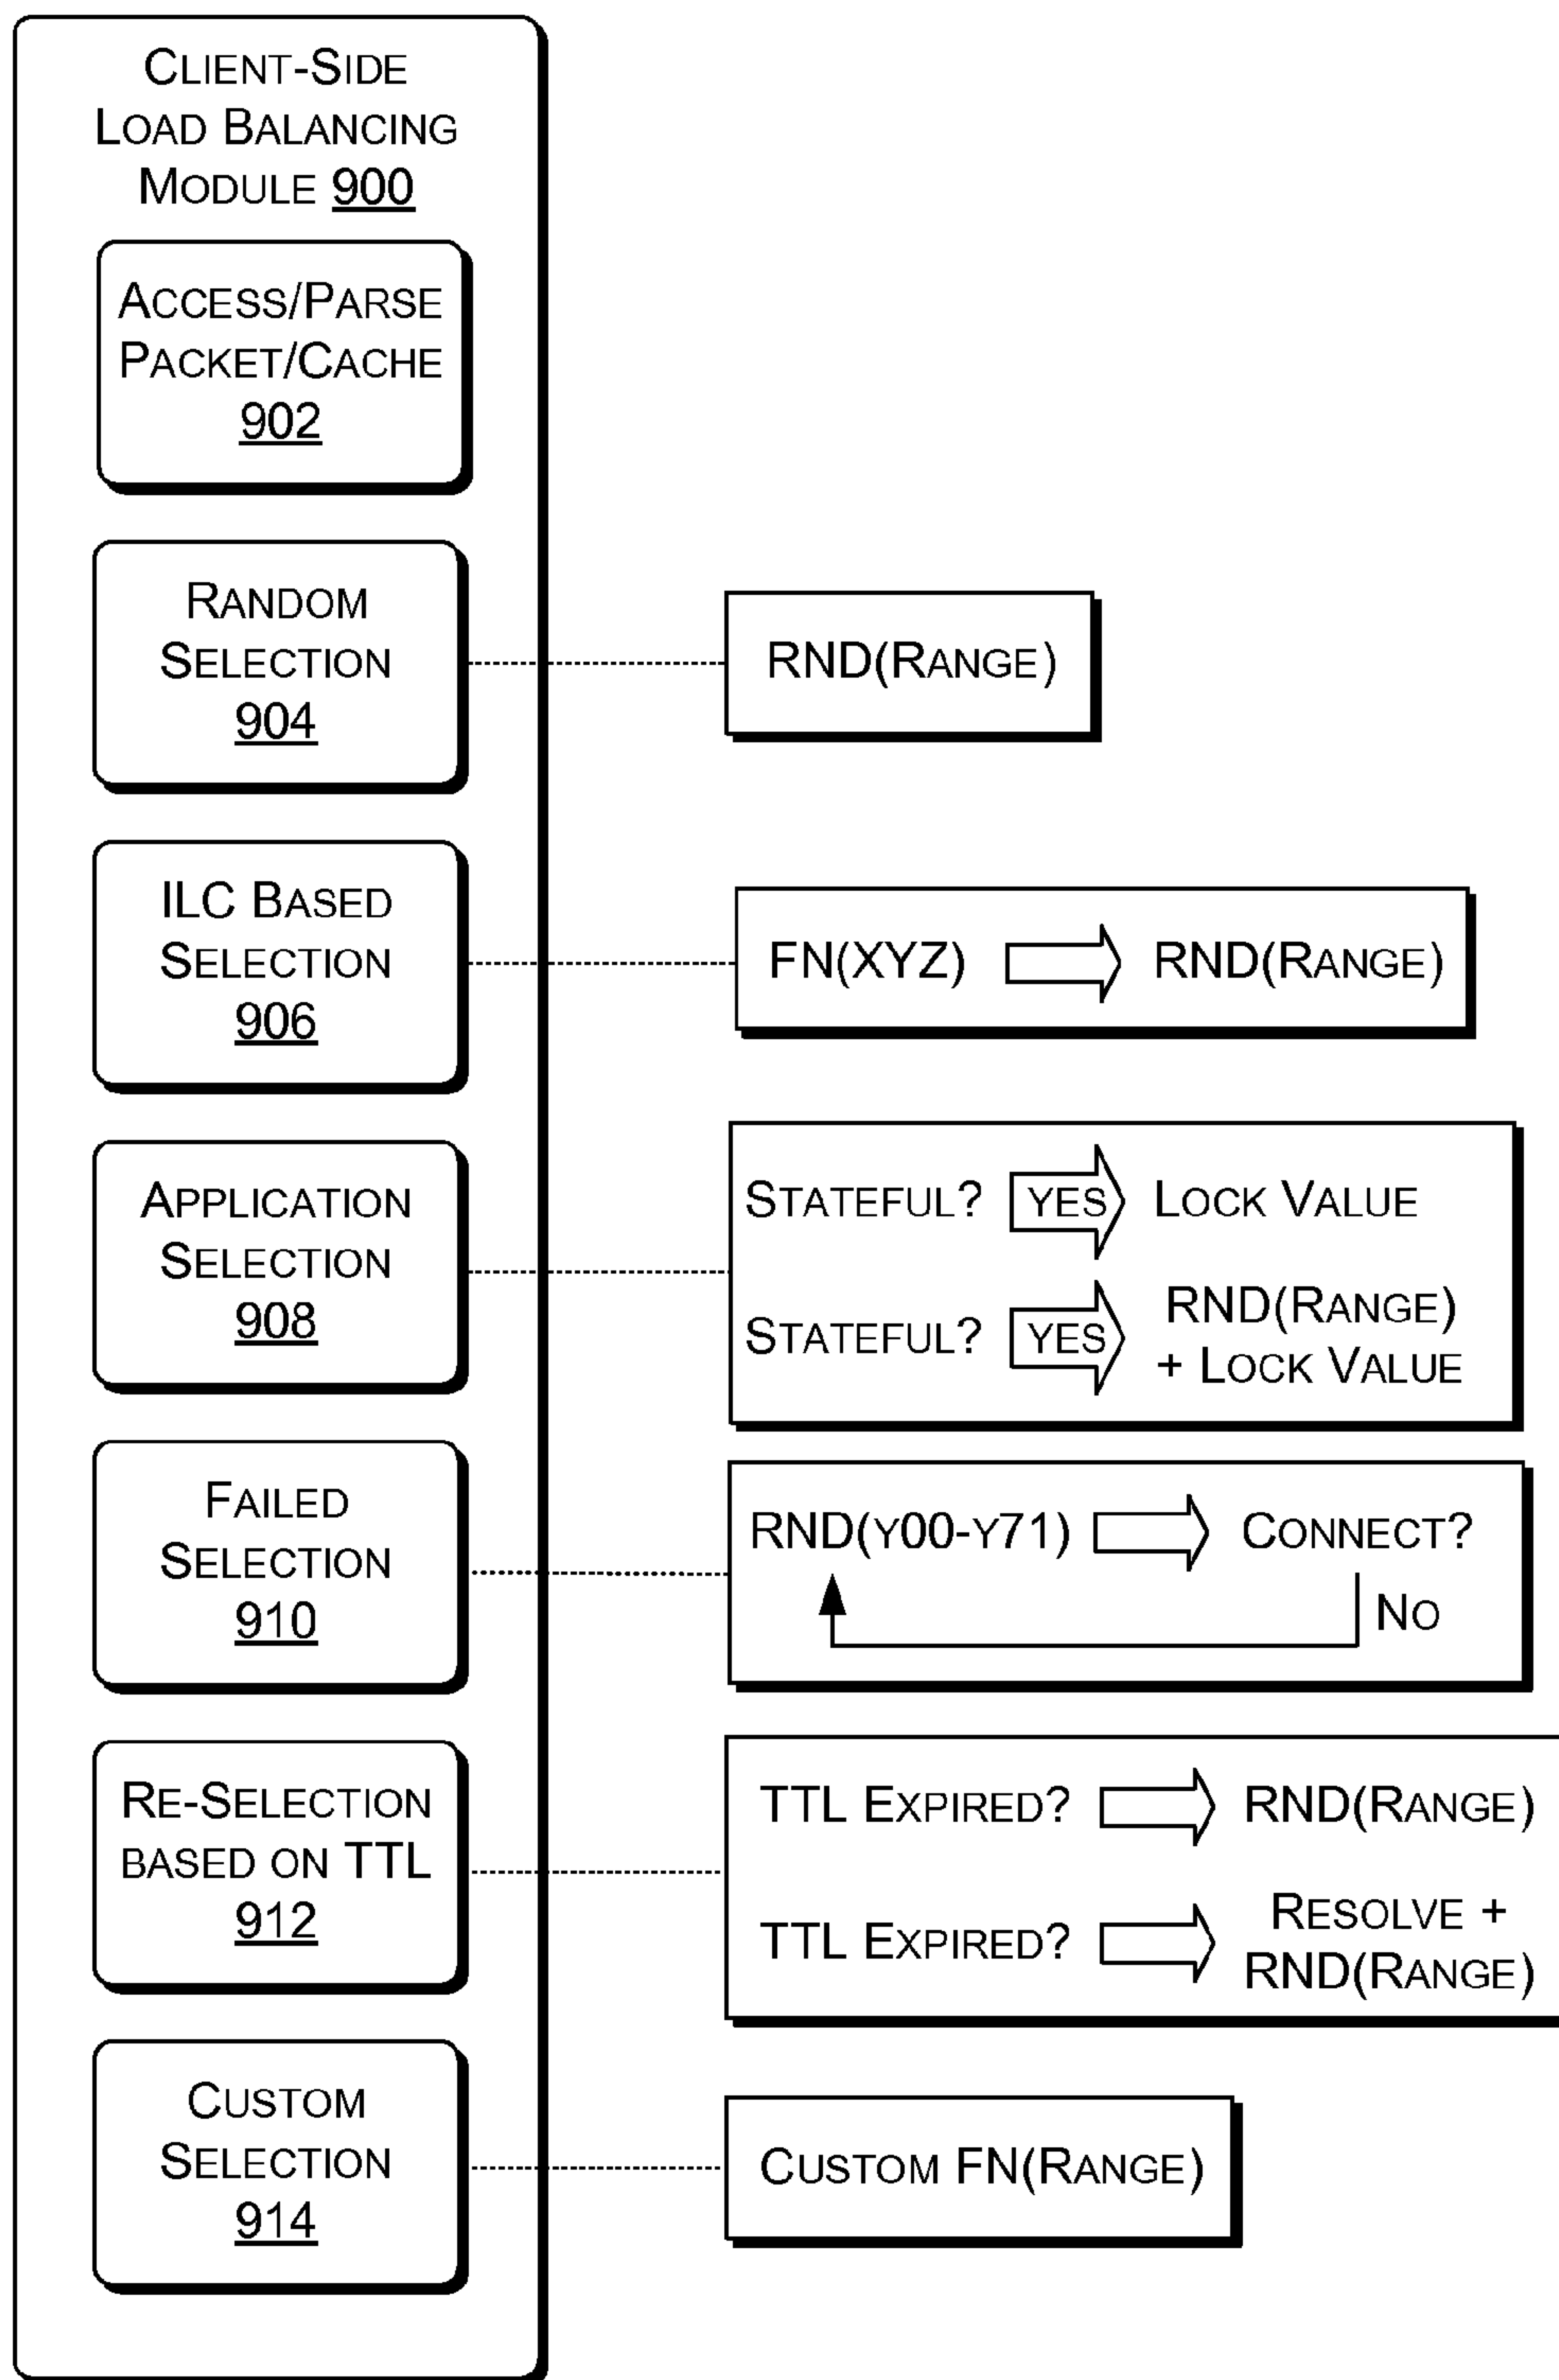 CLIENT-SIDE
LOAD BALANCING
MODULE 900
ACCESS/PARSE
PACKET/CACHE
902
RANDOM
SELECTION
904
RND(RANGE)
ILC BASED
SELECTION
906
FN(XYZ) RND(RANGE)
APPLICATION
SELECTION
908
STATEFUL? YES LOCK VALUE
STATEFUL? YES RND(RANGE)
+ LOCK VALUE
FAILED
SELECTION
910
RND(Y00-Y71) CONNECT?
NO
RE-SELECTION
BASED ON TTL
912
TTL EXPIRED? RND(RANGE)
TTL EXPIRED? RESOLVE +
RND(RANGE)
CUSTOM
SELECTION
914
CUSTOM FN(RANGE)